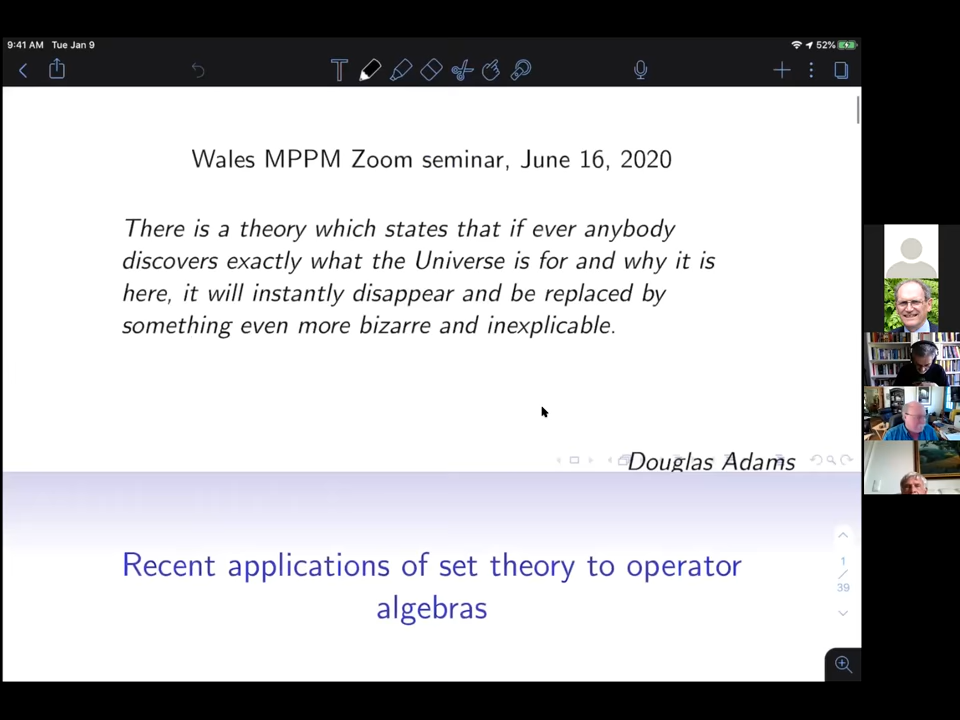 9:41 AM Tue Jan 9
52%
Wales MPPM Zoom seminar, June 16, 2020
There is a theory which states that if ever anybody
discovers exactly what the Universe is for and why it is
here, it will instantly disappear and be replaced by
something even more bizarre and inexplicable.
Douglas Adams
Recent applications of set theory to operator
algebras
1
/
39